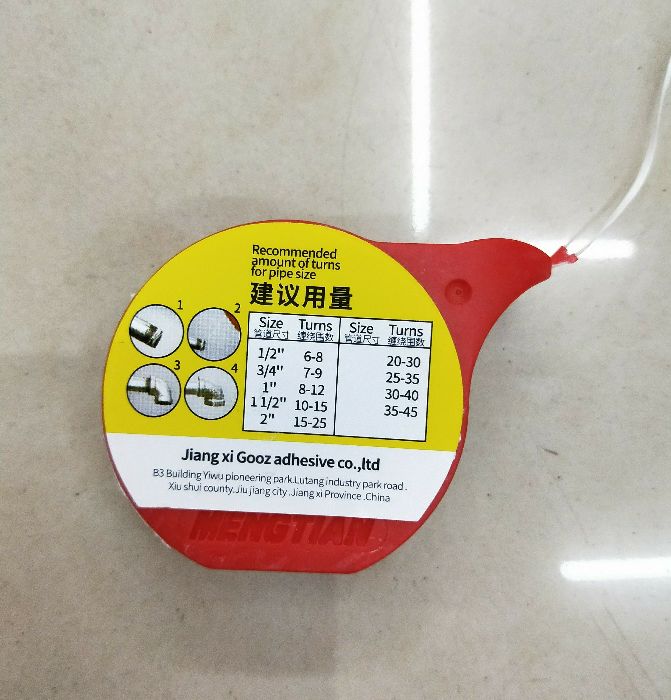 Recommended
amount of turns
for pipe size
建议用量
1 2
3 4
Size Turns Size Turns
管道尺寸 缠绕圈数 管道尺寸 缠绕圈数
1/2" 6-8 20-30
3/4" 7-9 25-35
1" 8-12 30-40
1 1/2" 10-15 35-45
2" 15-25
Jiang xi Gooz adhesive co.,ltd
B3 Building Yiwu pioneering park.Lutang industry park road .
Xiu shui county.Jiu jiang city .Jiang xi Province .China
MENGTIAN